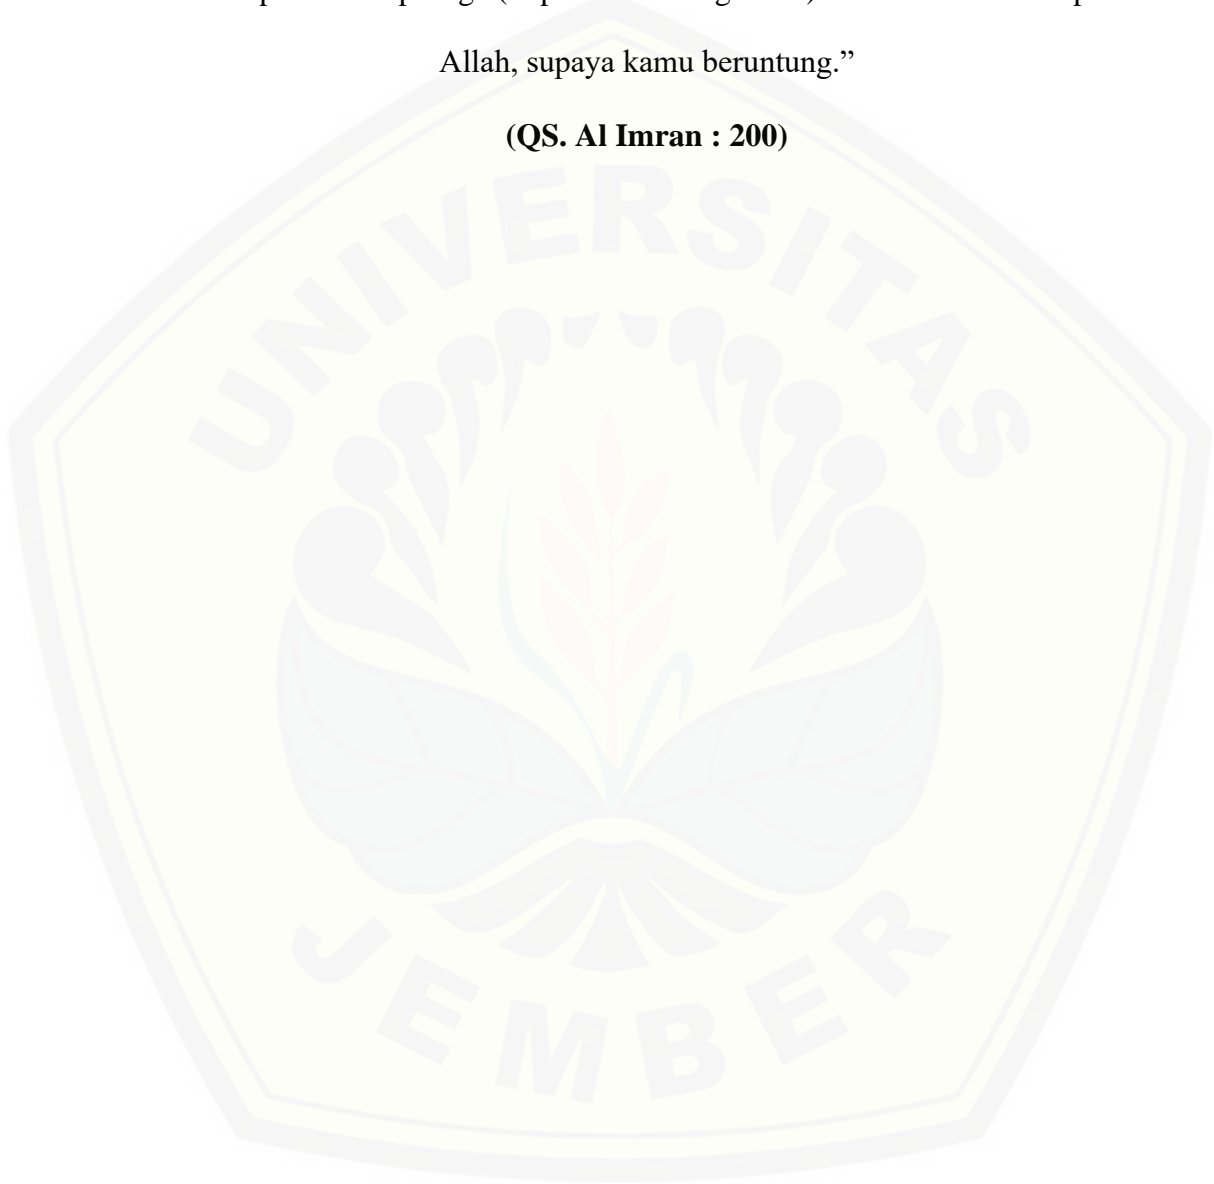 Allah, supaya kamu beruntung.”
(QS. Al Imran : 200)
UNIVERSITAS
JEMBER